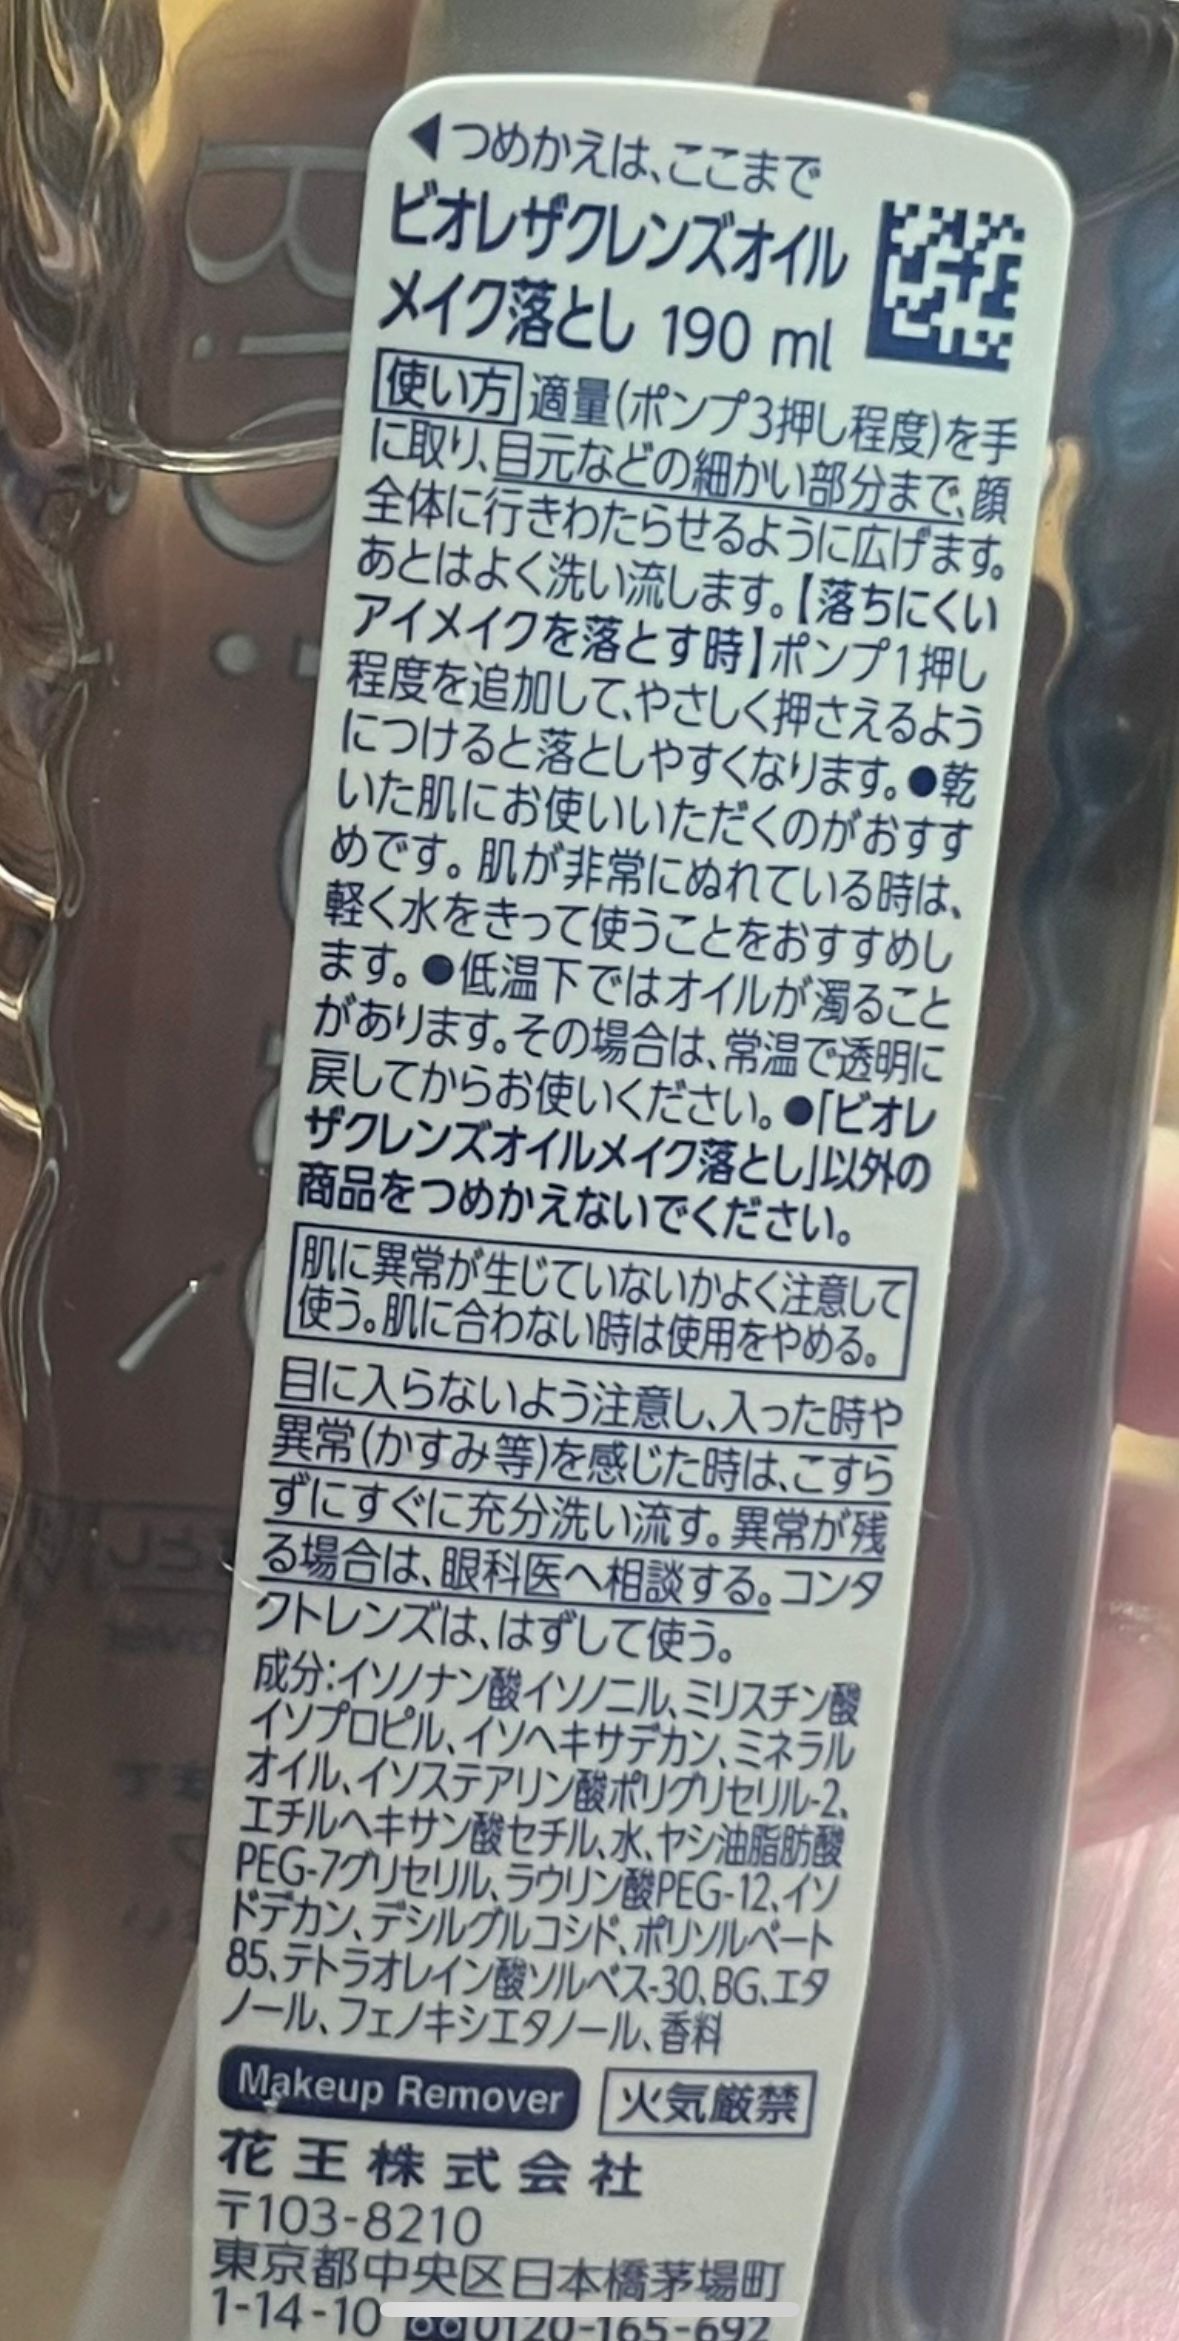 ◀つめかえは、ここまで
ビオレザクレンズオイル
メイク落とし 190 ml
使い方 適量(ポンプ3押し程度)を手
に取り、目元などの細かい部分まで、顔
全体に行きわたらせるように広げます。
あとはよく洗い流します。【落ちにくい
アイメイクを落とす時】ポンプ1押し
程度を追加して、やさしく押さえるよう
につけると落としやすくなります。●乾
いた肌にお使いいただくのがおすす
めです。肌が非常にぬれている時は、
軽く水をきって使うことをおすすめし
ます。●低温下ではオイルが濁ること
があります。その場合は、常温で透明に
戻してからお使いください。●「ビオレ
ザクレンズオイルメイク落とし」以外の
商品をつめかえないでください。
肌に異常が生じていないかよく注意して
使う。肌に合わない時は使用をやめる。
目に入らないよう注意し、入った時や
異常(かすみ等)を感じた時は、こすら
ずにすぐに充分洗い流す。異常が残
る場合は、眼科医へ相談する。コンタ
クトレンズは、はずして使う。
成分:イソノナン酸イソノニル、ミリスチン酸
イソプロピル、イソヘキサデカン、ミネラル
オイル、イソステアリン酸ポリグリセリル-2、
エチルヘキサン酸セチル、水、ヤシ油脂肪酸
PEG-7グリセリル、ラウリン酸PEG-12、イソ
ドデカン、デシルグルコシド、ポリソルベート
85、テトラオレイン酸ソルベス-30、BG、エタ
ノール、フェノキシエタノール、香料
Makeup Remover 火気厳禁
花王株式会社
〒103-8210
東京都中央区日本橋茅場町
1-14-10 0120-165-692